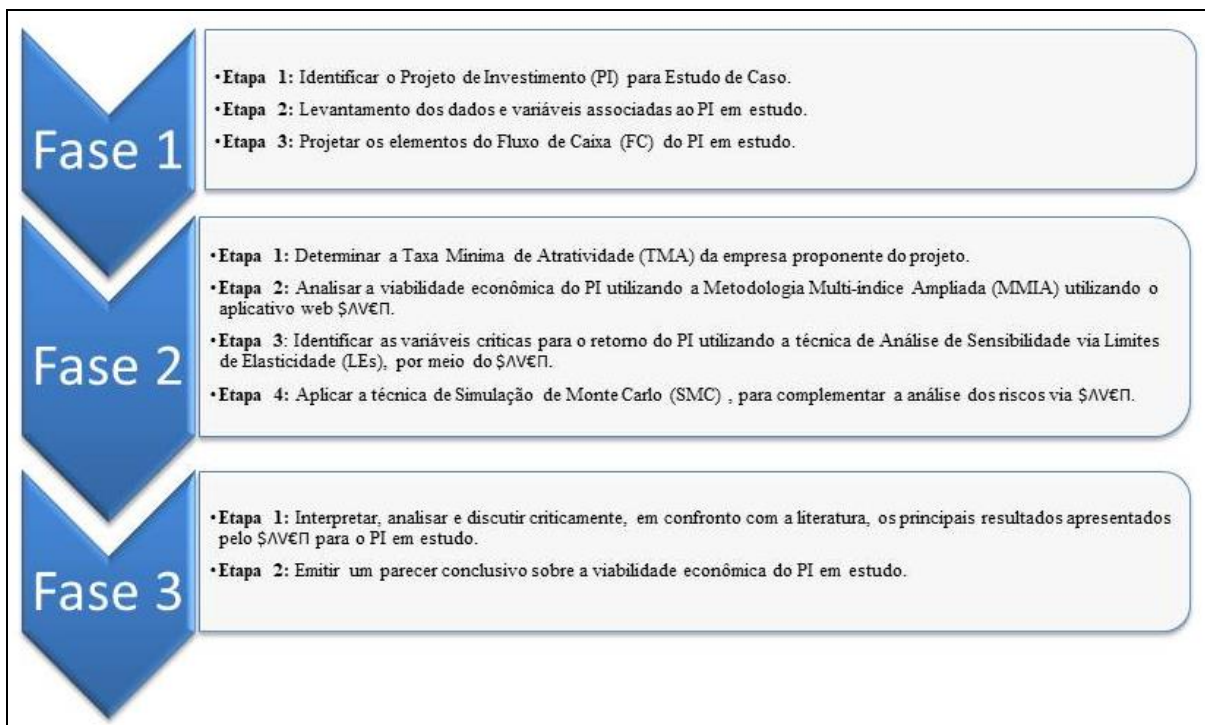 Fase 1
•Etapa 1: Identificar o Projeto de Investimento (PI) para Estudo de Caso.
•Etapa 2: Levantamento dos dados e variáveis associadas ao PI em estudo.
•Etapa 3: Projetar os elementos do Fluxo de Caixa (FC) do PI em estudo.
Fase 2
•Etapa 1: Determinar a Taxa Mínima de Atratividade (TMA) da empresa proponente do projeto.
•Etapa 2: Analisar a viabilidade econômica do PI utilizando a Metodologia Multi-índice Ampliada (MMIA) utilizando o
aplicativo web $ΛV€Π.
•Etapa 3: Identificar as variáveis críticas para o retorno do PI utilizando a técnica de Análise de Sensibilidade via Limites
de Elasticidade (LEs), por meio do $ΛV€Π.
•Etapa 4: Aplicar a técnica de Simulação de Monte Carlo (SMC) , para complementar a análise dos riscos via $ΛV€Π.
Fase 3
•Etapa 1: Interpretar, analisar e discutir criticamente, em confronto com a literatura, os principais resultados apresentados
pelo $ΛV€Π para o PI em estudo.
•Etapa 2: Emitir um parecer conclusivo sobre a viabilidade econômica do PI em estudo.